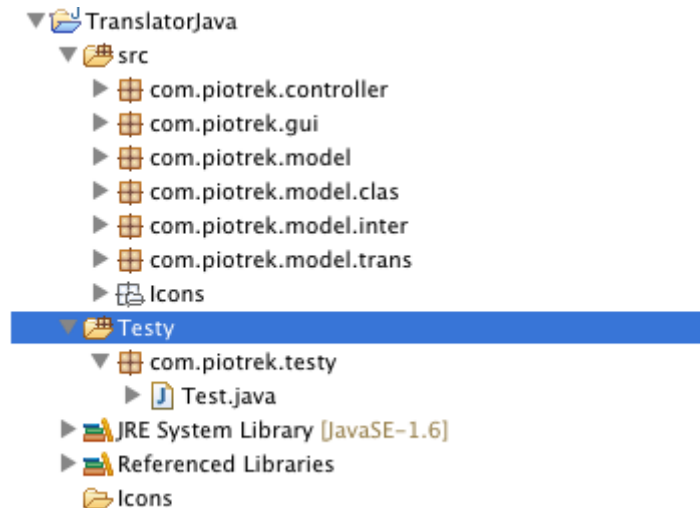 TranslatorJava
src
com.piotrek.controller
com.piotrek.gui
com.piotrek.model
com.piotrek.model.clas
com.piotrek.model.inter
com.piotrek.model.trans
Icons
Testy
com.piotrek.testy
Test.java
JRE System Library [JavaSE-1.6]
Referenced Libraries
Icons